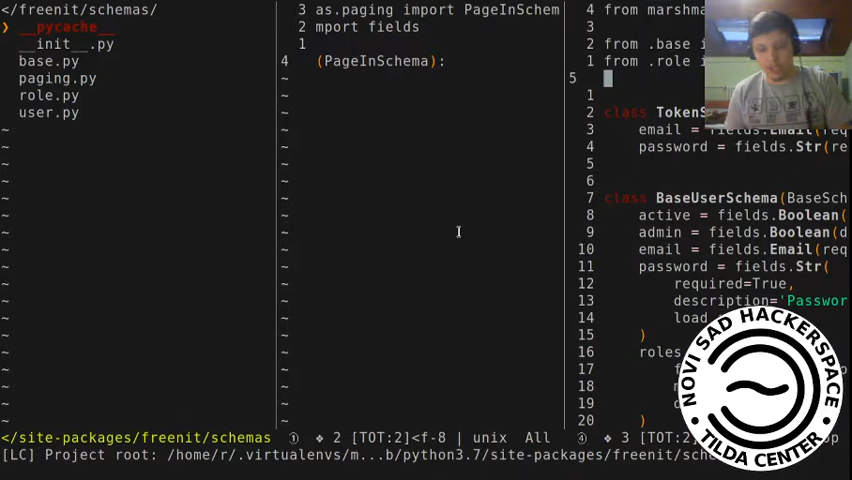 </freenit/schemas/
❯ __pycache__
__init__.py
base.py
paging.py
role.py
user.py
~
3 as.paging import PageInSchem
2 mport fields
1
4 (PageInSchema):
~
4 from marshma
3
2 from .base i
1 from .role i
5
1
2 class TokenS
3 email = fields.Email(req
4 password = fields.Str(re
5
6
7 class BaseUserSchema(BaseSch
8 active = fields.Boolean(
9 admin = fields.Boolean(d
10 email = fields.Email(req
11 password = fields.Str(
12 required=True,
13 description='Passwor
14 load
15 )
16 roles
17
18
19
20 )
</site-packages/freenit/schemas ① ❖ 2 [TOT:2]<f-8 | unix All ④ ❖ 3 [TOT:2]
[LC] Project root: /home/r/.virtualenvs/m...b/python3.7/site-packages/freenit/sch
NOVI SAD HACKERSPACE
TILDA CENTER